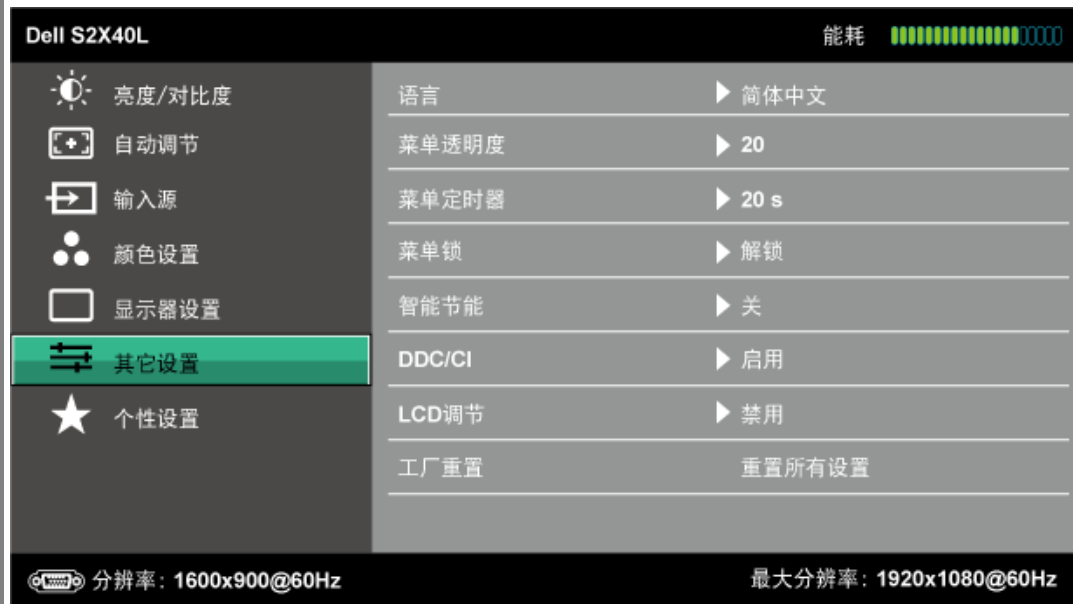 Dell S2X40L 能耗
亮度/对比度 语言 简体中文
自动调节 菜单透明度 20
输入源 菜单定时器 20 s
颜色设置 菜单锁 解锁
显示器设置 智能节能 关
其它设置 DDC/CI 启用
个性设置 LCD调节 禁用
工厂重置 重置所有设置
分辨率: 1600x900@60Hz 最大分辨率: 1920x1080@60Hz